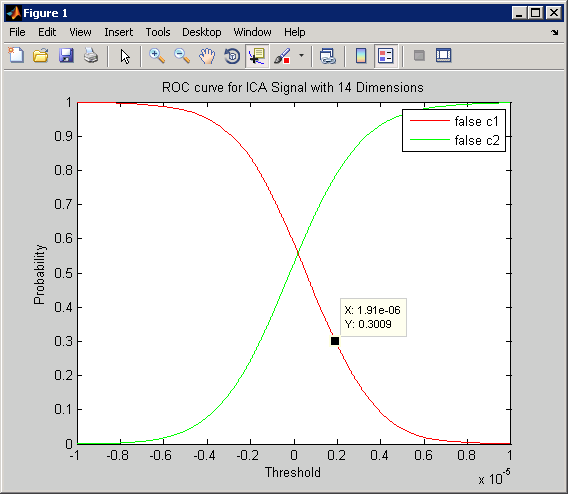 Figure 1
File Edit View Insert Tools Desktop Window Help
ROC curve for ICA Signal with 14 Dimensions
1
0.9
0.8
0.7
0.6
0.5
0.4
0.3
0.2
0.1
0
Probability
false c1
false c2
X: 1.91e-06
Y: 0.3009
-1 -0.8 -0.6 -0.4 -0.2 0 0.2 0.4 0.6 0.8 1
Threshold
x 10^-5